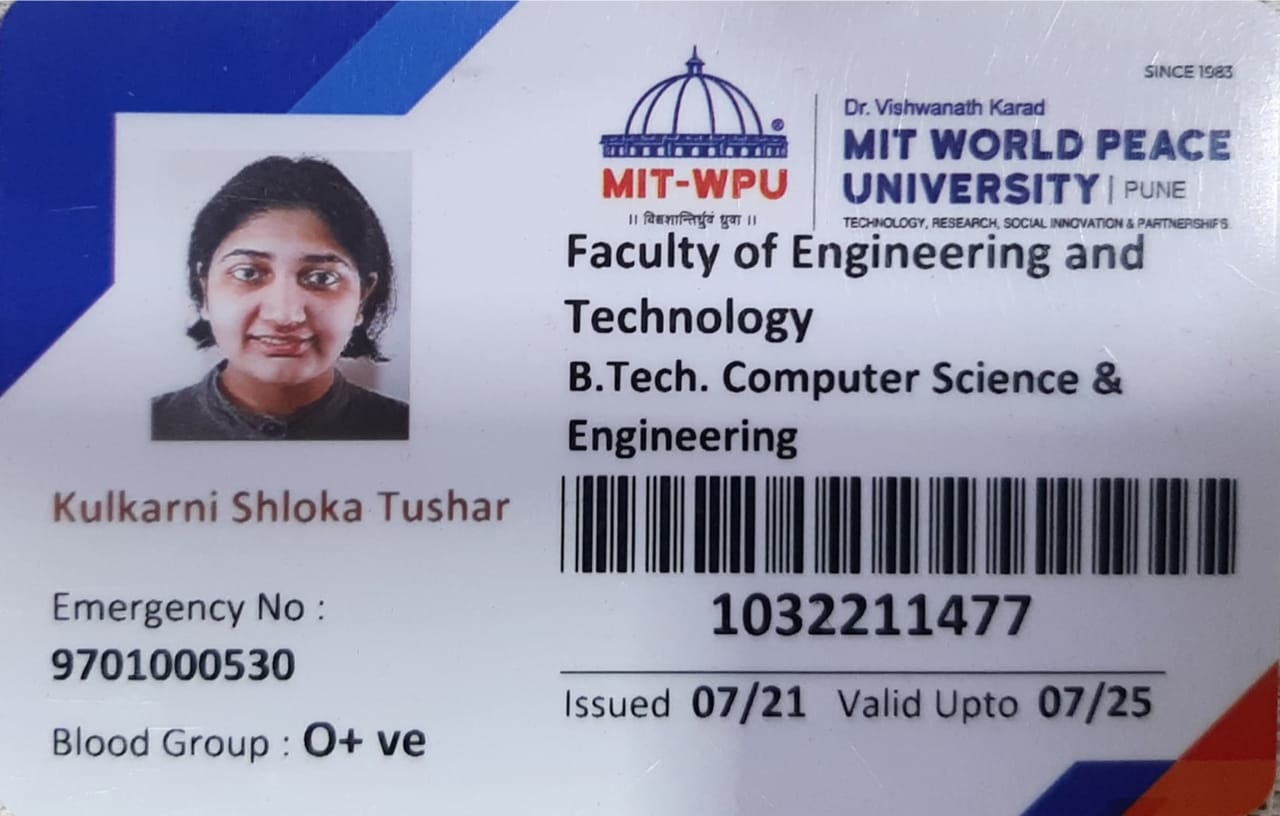 SINCE 1983
Dr. Vishwanath Karad
MIT WORLD PEACE
UNIVERSITY | PUNE
TECHNOLOGY, RESEARCH, SOCIAL INNOVATION & PARTNERSHIPS
MIT-WPU
॥ विश्वशान्तिर्ध्रुवं ध्रुवा ॥
Faculty of Engineering and
Technology
B.Tech. Computer Science &
Engineering
Kulkarni Shloka Tushar
Emergency No :
9701000530
Blood Group : O+ ve
1032211477
Issued 07/21 Valid Upto 07/25